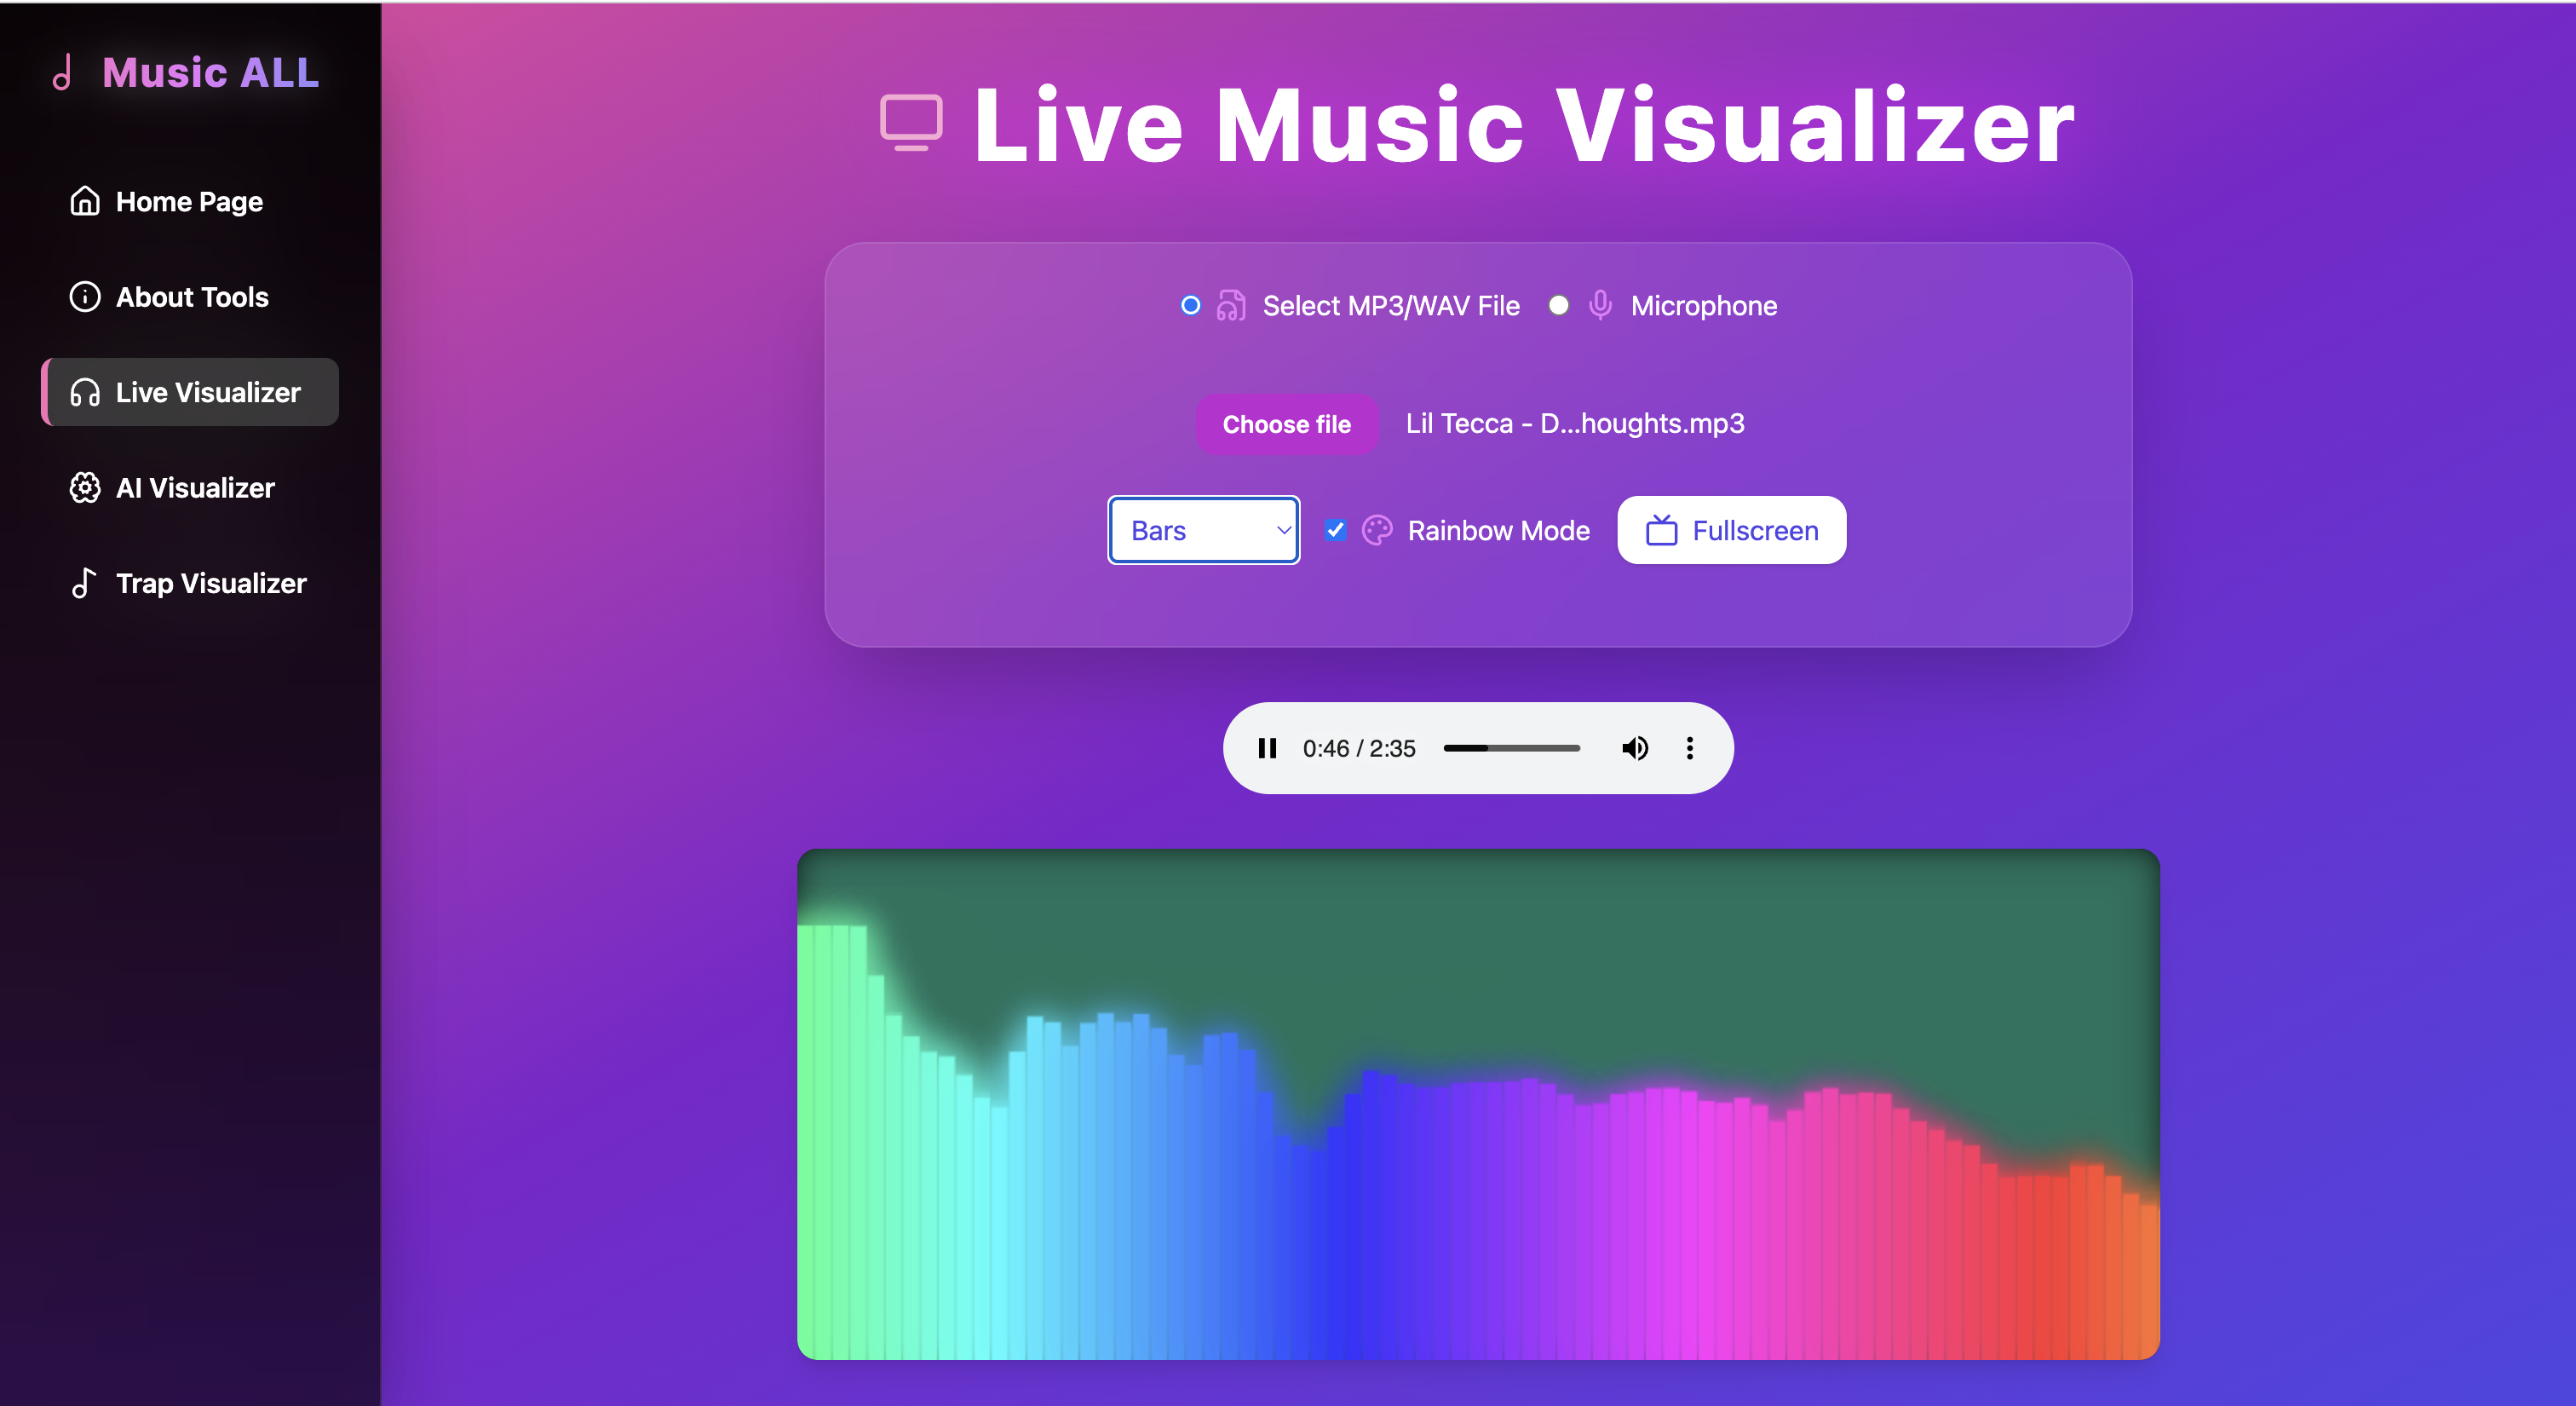 Music ALL
Home Page
About Tools
Live Visualizer
AI Visualizer
Trap Visualizer
Live Music Visualizer
Select MP3/WAV File Microphone
Choose file Lil Tecca - D...houghts.mp3
Bars Rainbow Mode Fullscreen
0:46 / 2:35